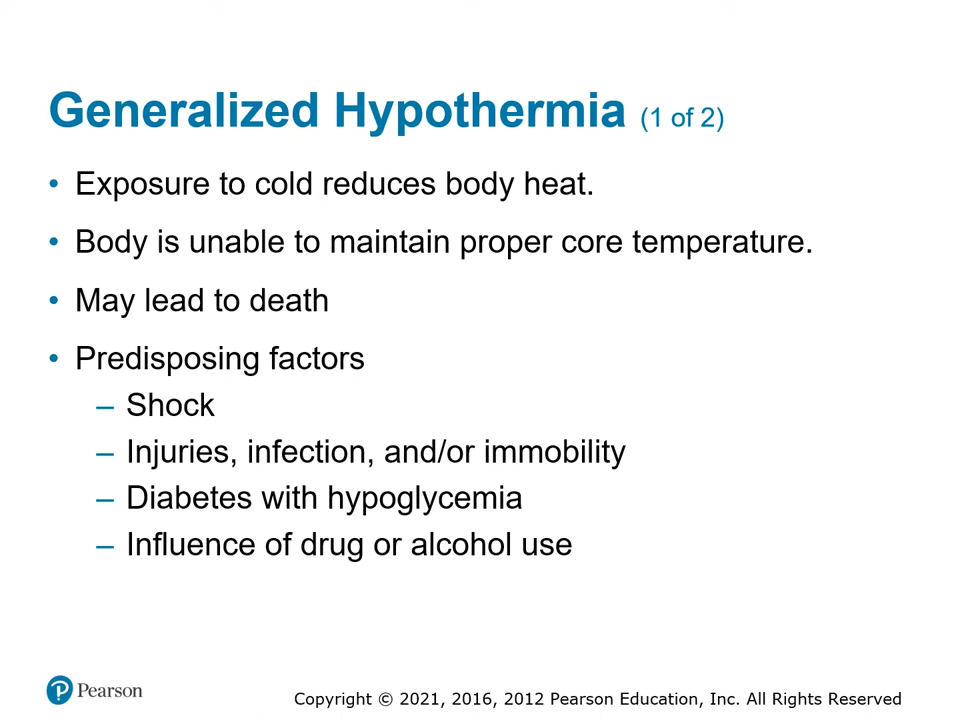 Generalized Hypothermia (1 of 2)
• Exposure to cold reduces body heat.
• Body is unable to maintain proper core temperature.
• May lead to death
• Predisposing factors
– Shock
– Injuries, infection, and/or immobility
– Diabetes with hypoglycemia
– Influence of drug or alcohol use
P Pearson
Copyright © 2021, 2016, 2012 Pearson Education, Inc. All Rights Reserved